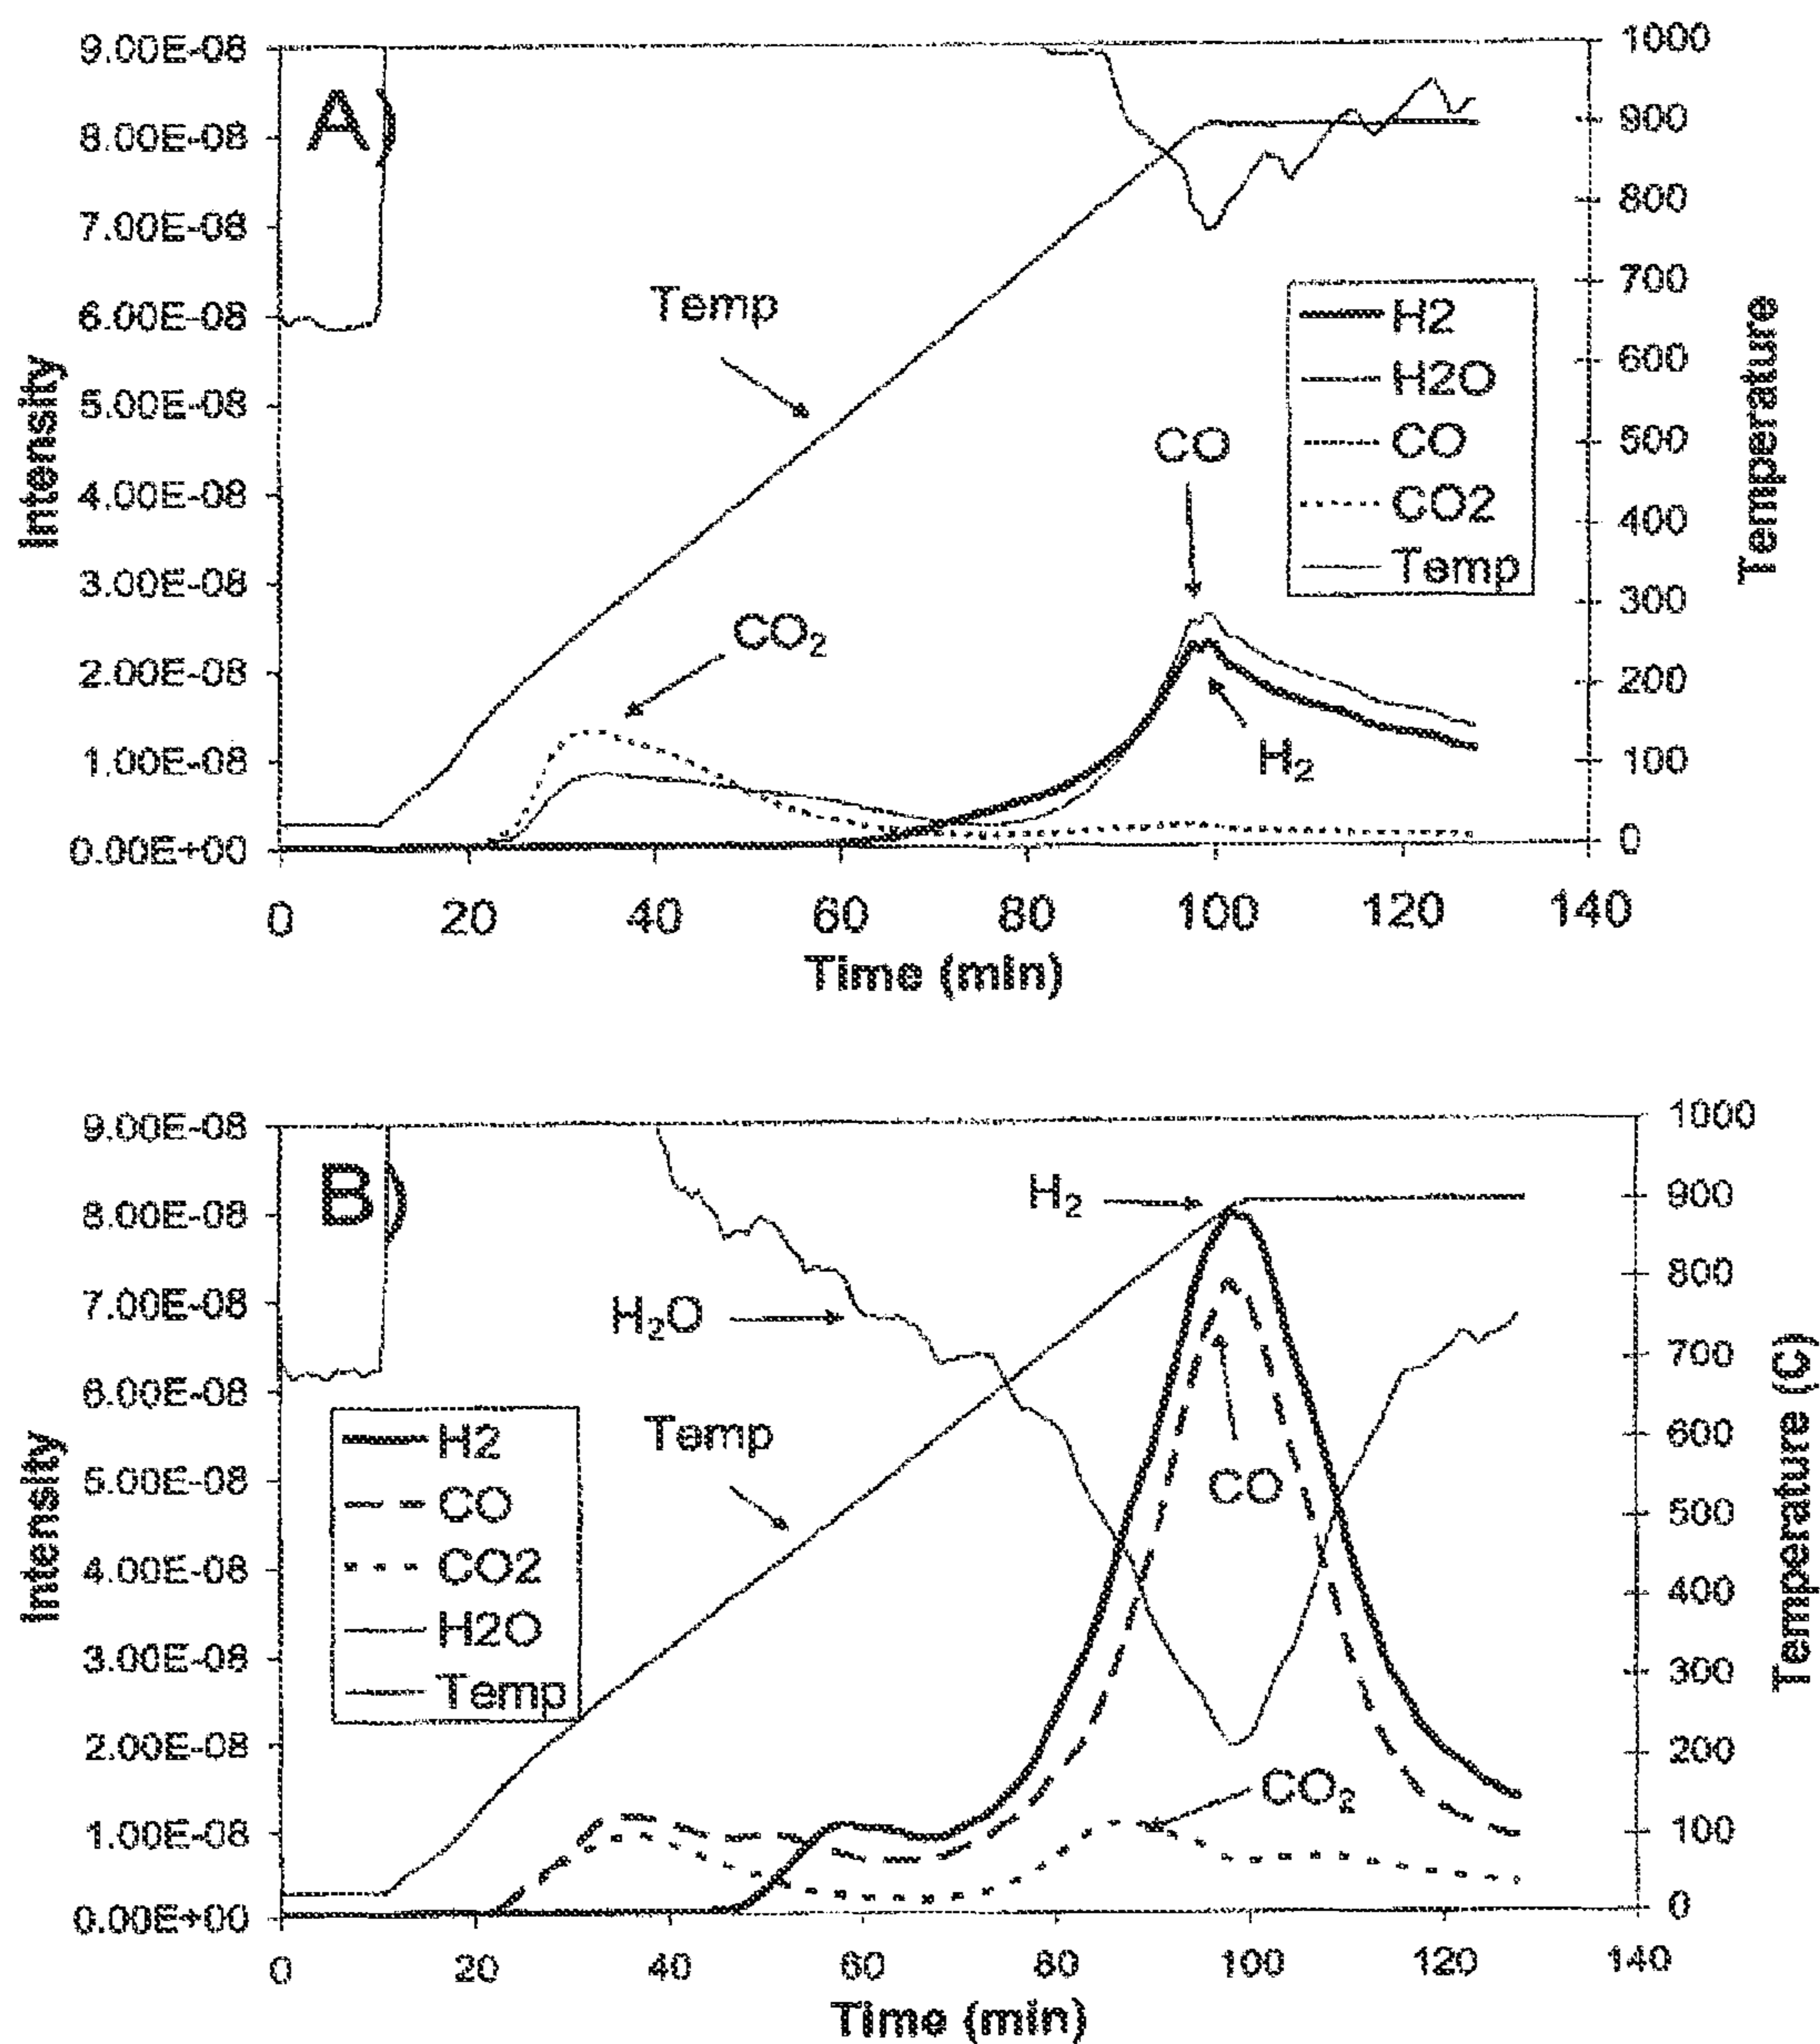 A)
9.00E-08
8.00E-08
7.00E-08
6.00E-08
5.00E-08
4.00E-08
3.00E-08
2.00E-08
1.00E-08
0.00E+00
Intensity
1000
900
800
700
600
500
400
300
200
100
0
Temperature
Temp
CO
CO₂
H₂
H2
H2O
CO
CO2
Temp
0 20 40 60 80 100 120 140
Time (min)
B)
9.00E-08
8.00E-08
7.00E-08
6.00E-08
5.00E-08
4.00E-08
3.00E-08
2.00E-08
1.00E-08
0.00E+00
Intensity
1000
900
800
700
600
500
400
300
200
100
0
Temperature (C)
H₂
H₂O
Temp
CO
CO₂
H2
CO
CO2
H2O
Temp
0 20 40 60 80 100 120 140
Time (min)